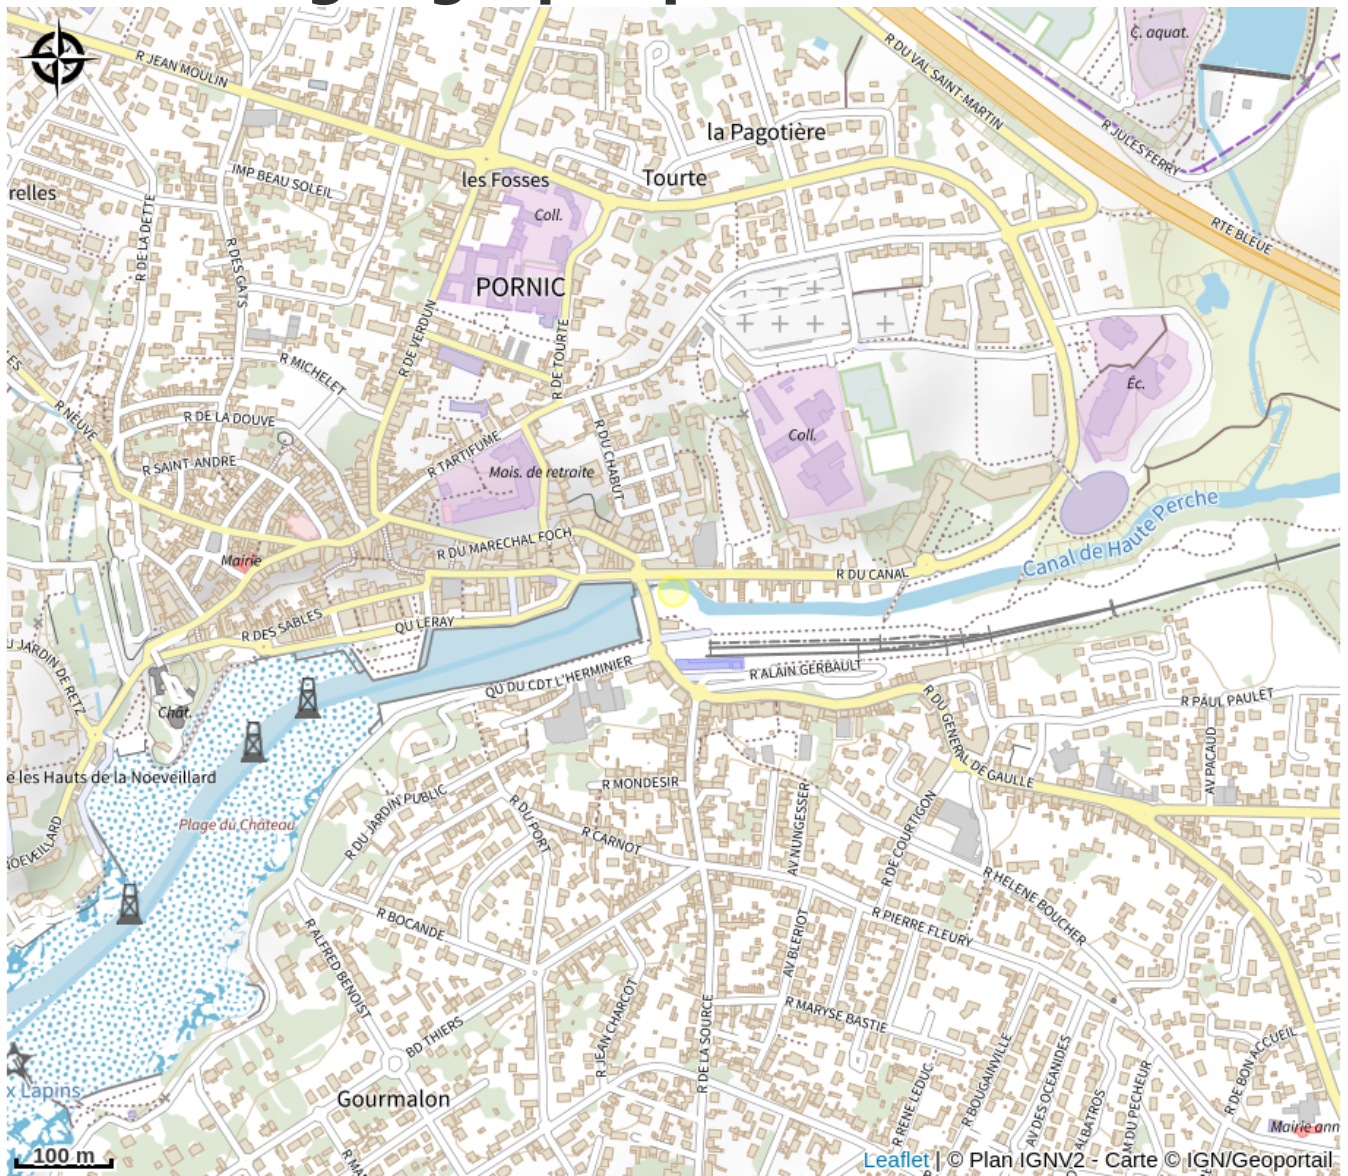 R JEAN MOULIN
R DU VAL SAINT-MARTIN
C. aquat.
la Pagotière
R JULES FERRY
IMP BEAU SOLEIL
les Fosses
Tourte
relles
Coll.
R DE LA DETTE
R DES GATS
RTE BLEUE
PORNIC
R DE VERDUN
R DE TOURTE
R MICHELET
ES
R NEUVE
R DE LA DOUVE
Éc.
R DU CHABUT
Coll.
R TARTIFUME
R SAINT-ANDRE
Mais. de retraite
Canal de Haute Perche
R DU MARECHAL FOCH
Mairie
R DU CANAL
R DES SABLES
QU LERAY
U JARDIN DE RETZ
QU DU CDT L'HERMINIER
R ALAIN GERBAULT
R PAUL PAULET
Chât.
R DU GENERAL DE GAULLE
AV PACAUD
e les Hauts de la Noeveillard
R MONDESIR
R DU JARDIN PUBLIC
R DU PORT
AV NUNGESSER
Plage du Château
R CARNOT
R DE COURTIGON
NOEVEILLARD
R HELENE BOUCHER
R BOCANDE
R PIERRE FLEURY
R ALFRED BENOIST
AV BLERIOT
R MARYSE BASTIE
R JEAN CHARCOT
R DE LA SOURCE
BD THIERS
R BOUGAINVILLE
AV DES OCEANIDES
R DE BON ACCUEIL
R RENE LEDUC
ALBATROS
M DU PECHEUR
x Lapins
Gourmalon
Mairie ann
R MA
100 m
Leaflet | © Plan IGNV2 - Carte © IGN/Geoportail